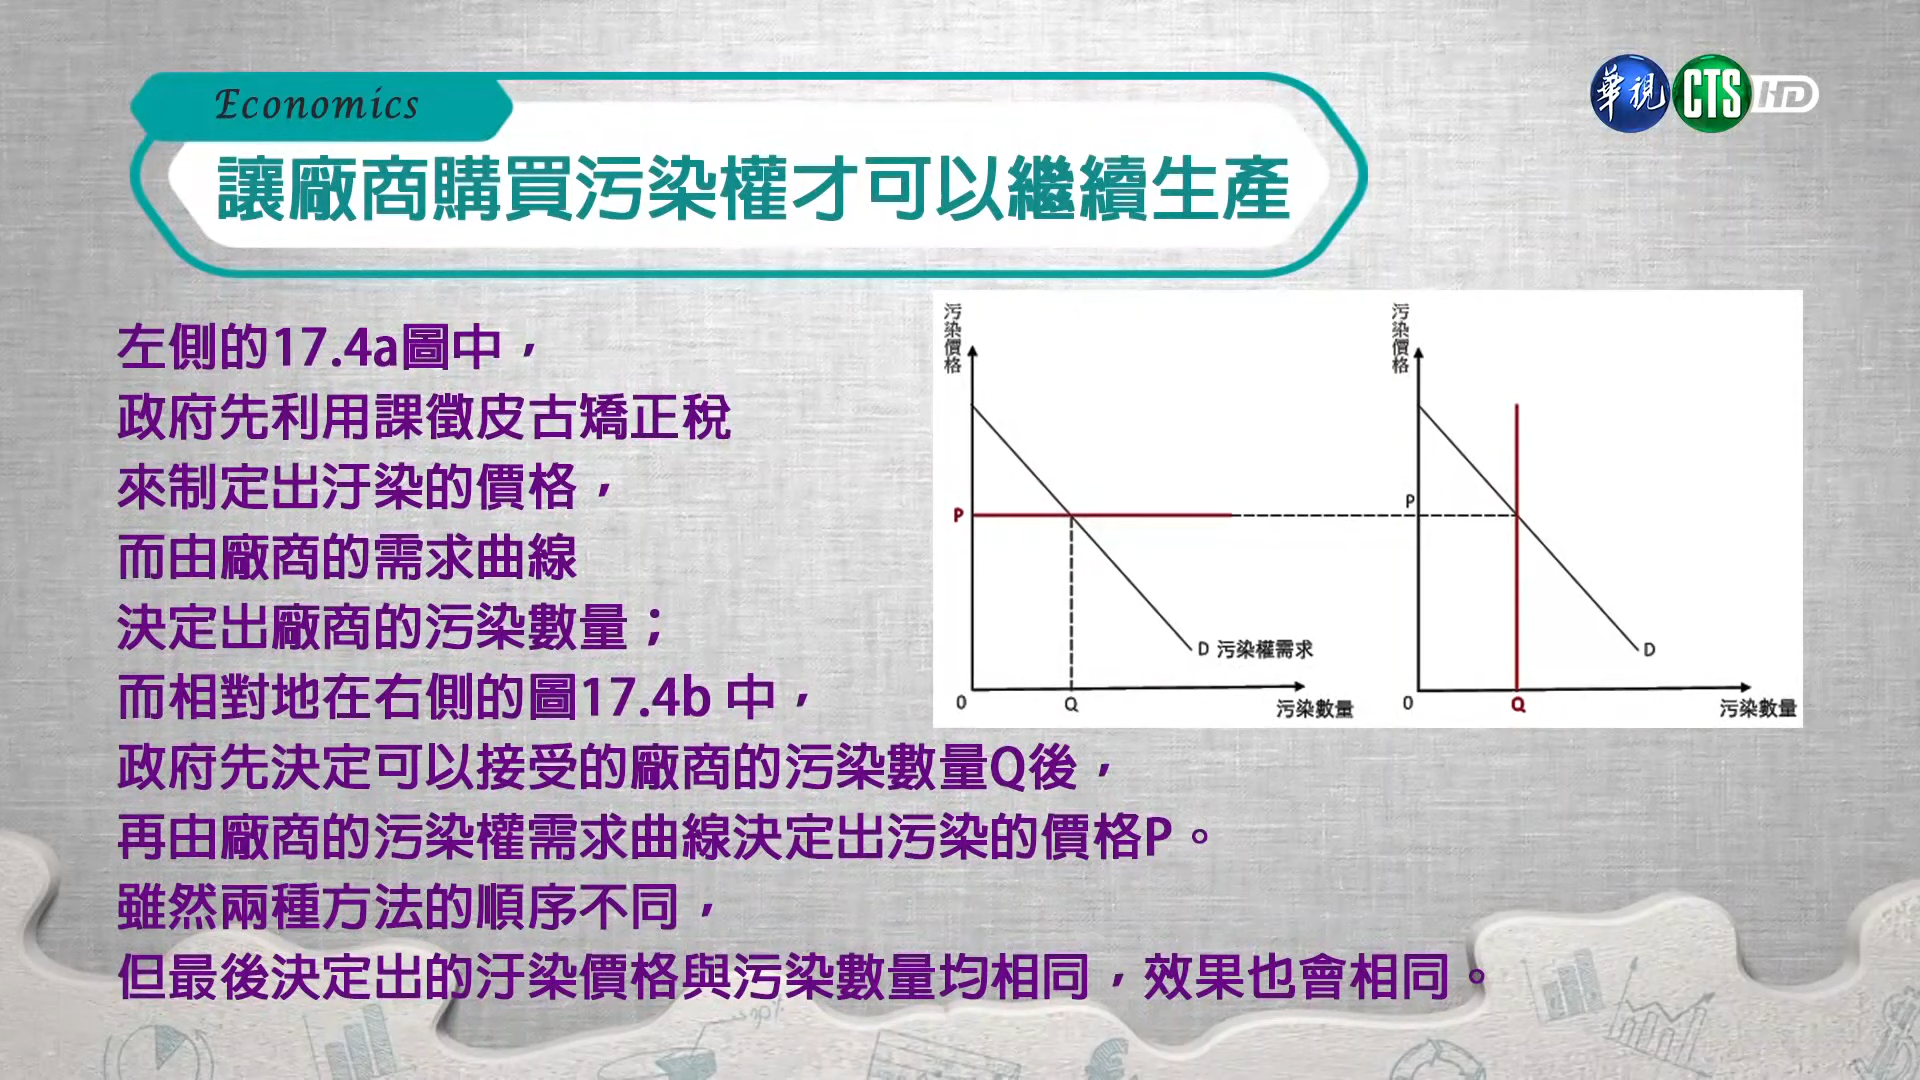 Economics
華視 CTS HD
讓廠商購買污染權才可以繼續生產
左側的17.4a圖中，
政府先利用課徵皮古矯正稅
來制定出汙染的價格，
而由廠商的需求曲線
決定出廠商的污染數量；
而相對地在右側的圖17.4b 中，
政府先決定可以接受的廠商的污染數量Q後，
再由廠商的污染權需求曲線決定出污染的價格P。
雖然兩種方法的順序不同，
但最後決定出的汙染價格與污染數量均相同，效果也會相同。
污染價格
P
D 污染權需求
0
Q
污染數量
污染價格
P
D
0
Q
污染數量